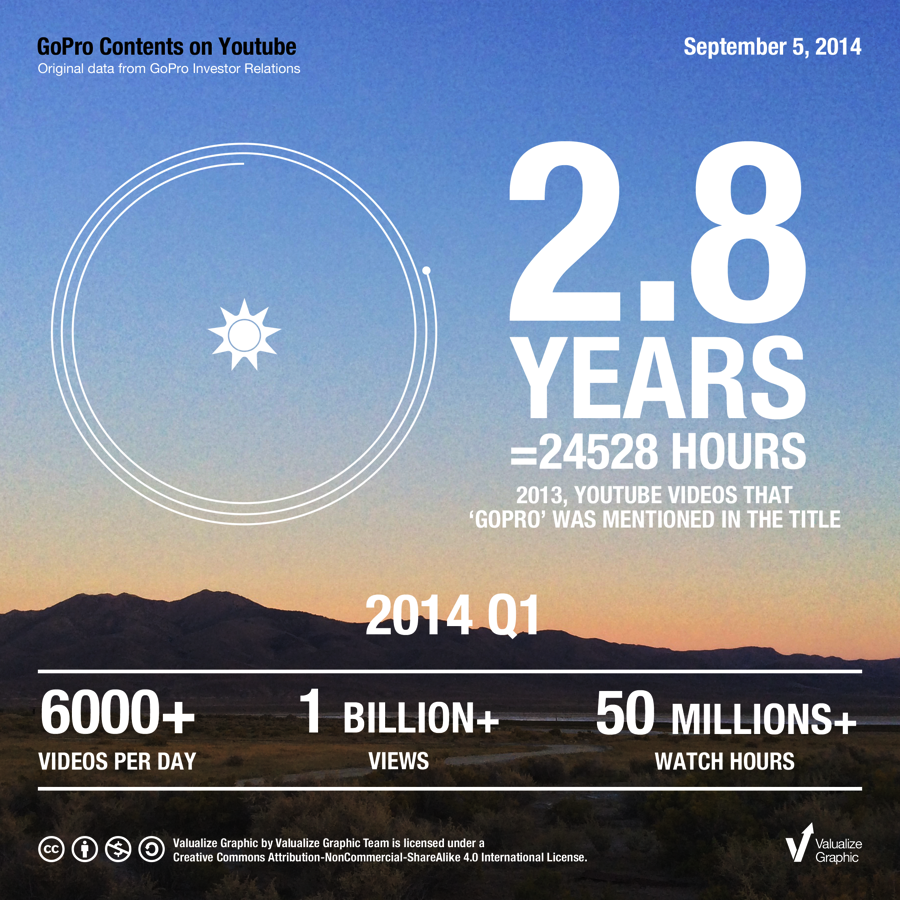 GoPro Contents on Youtube
Original data from GoPro Investor Relations
September 5, 2014
2.8
YEARS
=24528 HOURS
2013, YOUTUBE VIDEOS THAT
‘GOPRO’ WAS MENTIONED IN THE TITLE
2014 Q1
6000+
VIDEOS PER DAY
1 BILLION+
VIEWS
50 MILLIONS+
WATCH HOURS
cc
$
Valualize Graphic by Valualize Graphic Team is licensed under a
Creative Commons Attribution-NonCommercial-ShareAlike 4.0 International License.
Valualize
Graphic